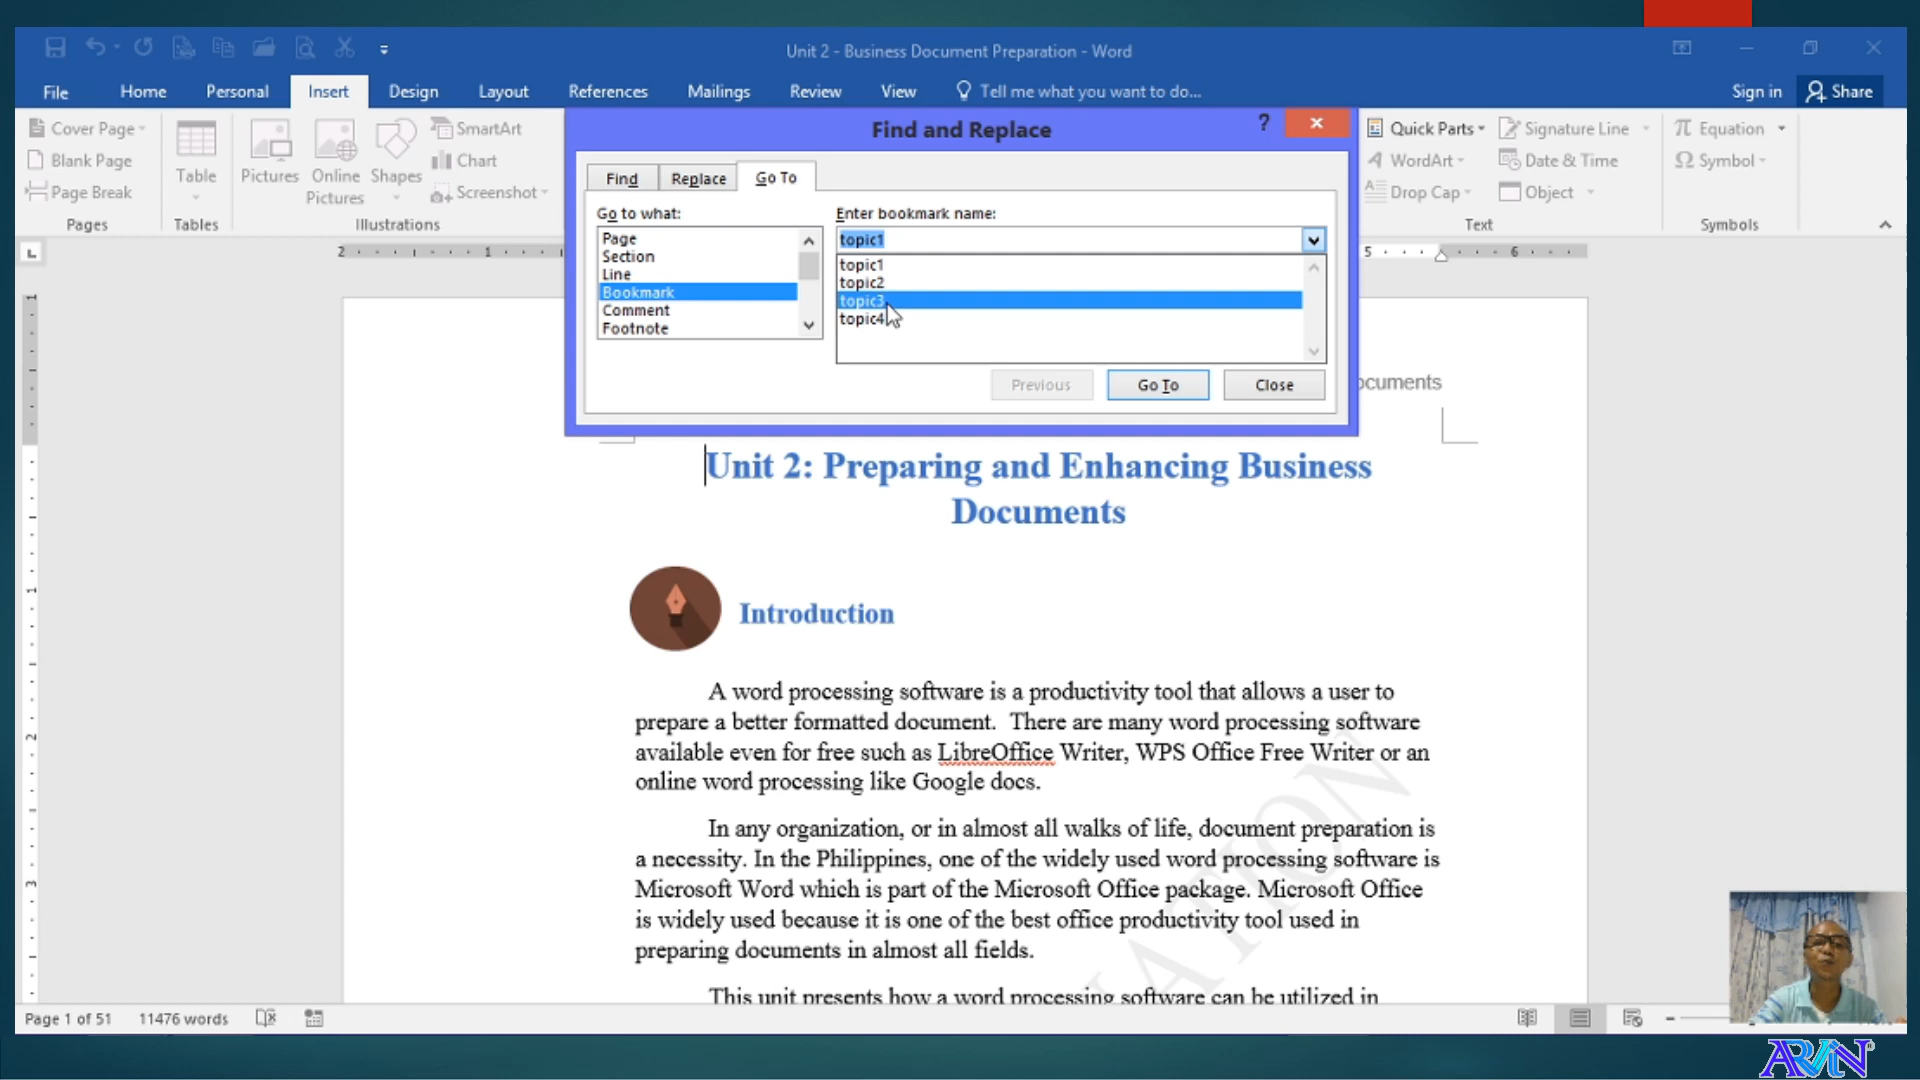 Unit 2 - Business Document Preparation - Word
File Home Personal Insert Design Layout References Mailings Review View Tell me what you want to do... Sign in Share
Cover Page
Blank Page
Page Break
Pages
Table
Tables
Pictures
Online Pictures
Shapes
SmartArt
Chart
Screenshot
Illustrations
Quick Parts
WordArt
Drop Cap
Signature Line
Date & Time
Object
Text
Equation
Symbol
Symbols
Find and Replace
?
Find Replace Go To
Go to what:
Page
Section
Line
Bookmark
Comment
Footnote
Enter bookmark name:
topic1
topic1
topic2
topic3
topic4
Previous Go To Close
2 1 5 6
ocuments
Unit 2: Preparing and Enhancing Business
Documents
Introduction
A word processing software is a productivity tool that allows a user to
prepare a better formatted document. There are many word processing software
available even for free such as LibreOffice Writer, WPS Office Free Writer or an
online word processing like Google docs.
In any organization, or in almost all walks of life, document preparation is
a necessity. In the Philippines, one of the widely used word processing software is
Microsoft Word which is part of the Microsoft Office package. Microsoft Office
is widely used because it is one of the best office productivity tool used in
preparing documents in almost all fields.
This unit presents how a word processing software can be utilized in
1
1
2
3
Page 1 of 51 11476 words
ARVN